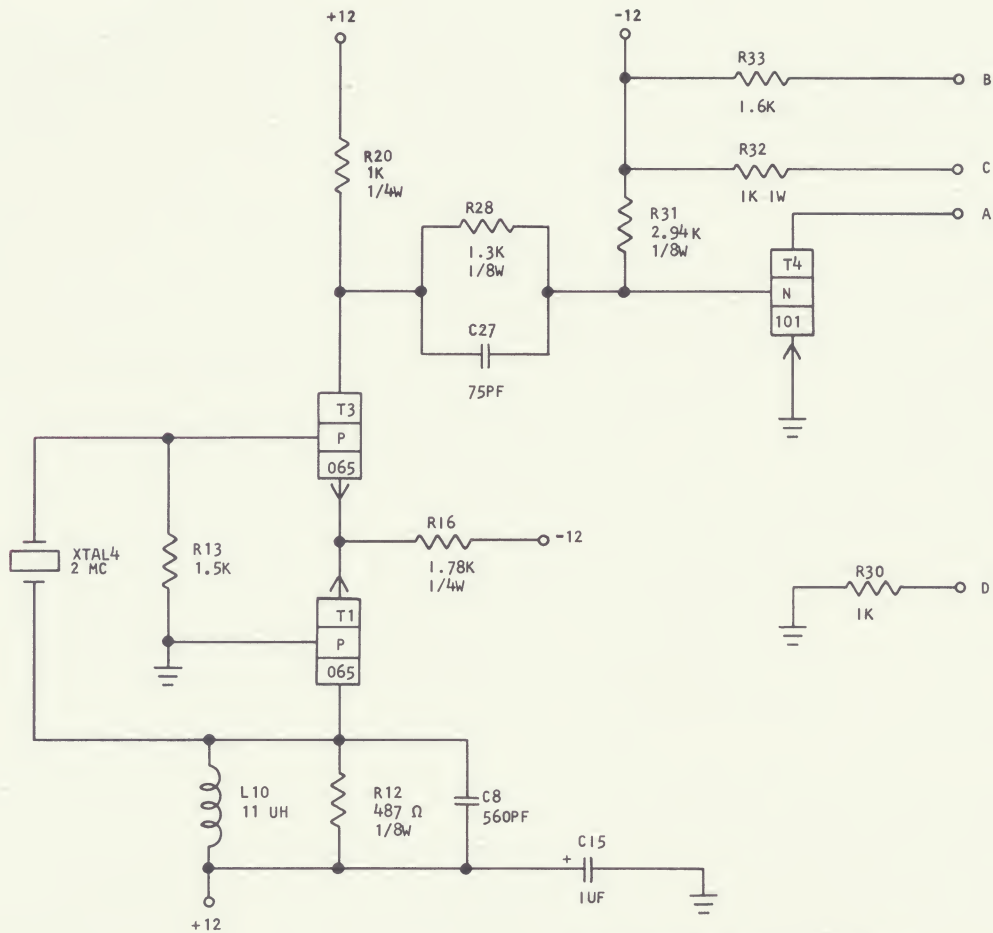 +12
-12
R33
1.6K
B
R32
1K 1W
C
R20
1K
1/4W
R28
1.3K
1/8W
R31
2.94K
1/8W
A
T4
N
101
C27
75PF
T3
P
065
XTAL4
2 MC
R13
1.5K
R16
1.78K
1/4W
-12
R30
1K
D
T1
P
065
L10
11 UH
R12
487 Ω
1/8W
C8
560PF
C15
+
1UF
+12